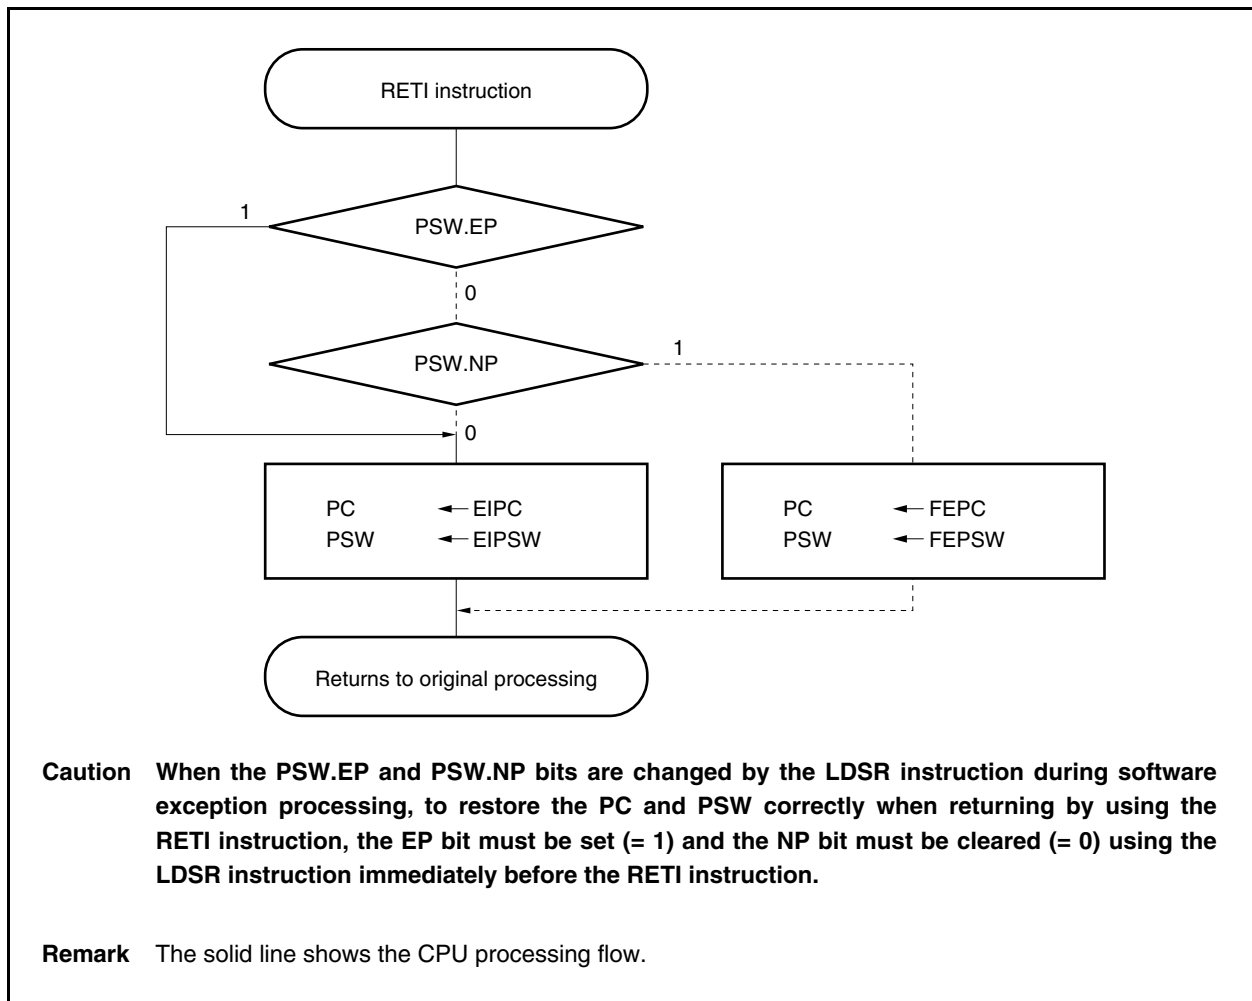 RETI instruction
1
PSW.EP
0
PSW.NP
1
0
PC ← EIPC
PSW ← EIPSW
PC ← FEPC
PSW ← FEPSW
Returns to original processing
Caution When the PSW.EP and PSW.NP bits are changed by the LDSR instruction during software
exception processing, to restore the PC and PSW correctly when returning by using the
RETI instruction, the EP bit must be set (= 1) and the NP bit must be cleared (= 0) using the
LDSR instruction immediately before the RETI instruction.
Remark The solid line shows the CPU processing flow.